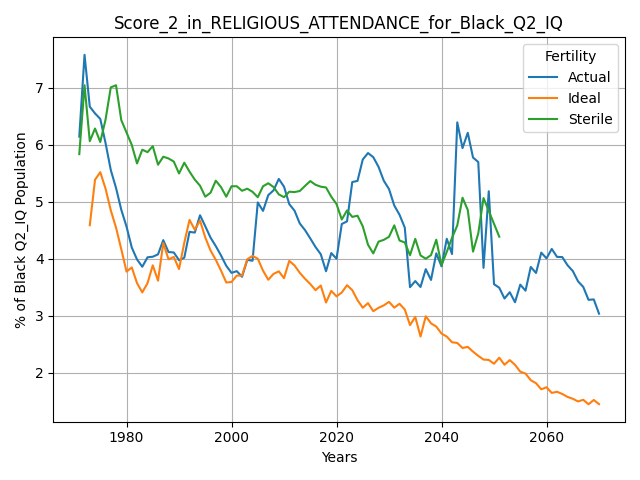 Score_2_in_RELIGIOUS_ATTENDANCE_for_Black_Q2_IQ
Fertility
Actual
Ideal
Sterile
% of Black Q2_IQ Population
7
6
5
4
3
2
1980
2000
2020
2040
2060
Years